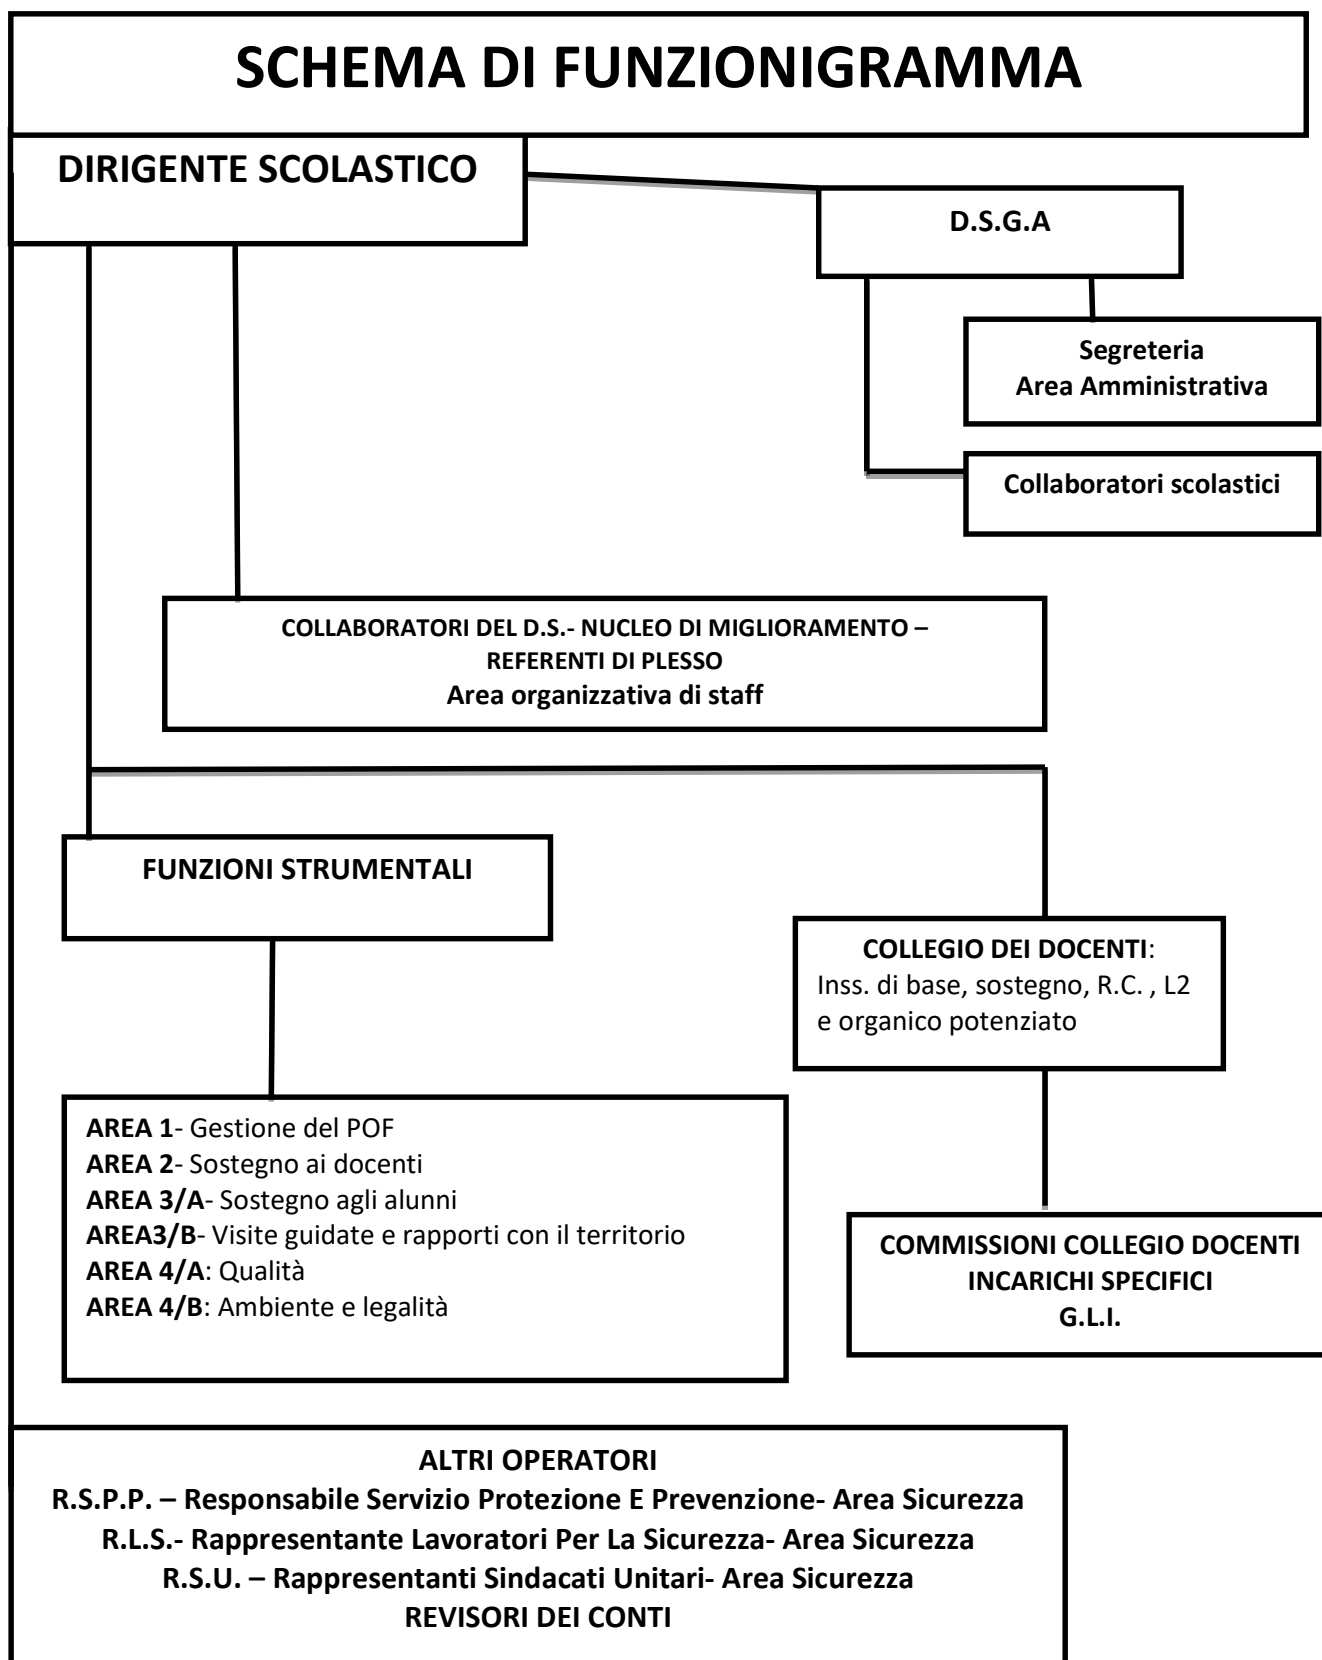 SCHEMA DI FUNZIONIGRAMMA
DIRIGENTE SCOLASTICO
D.S.G.A
Segreteria
Area Amministrativa
Collaboratori scolastici
COLLABORATORI DEL D.S.- NUCLEO DI MIGLIORAMENTO –
REFERENTI DI PLESSO
Area organizzativa di staff
FUNZIONI STRUMENTALI
COLLEGIO DEI DOCENTI:
Inss. di base, sostegno, R.C. , L2
e organico potenziato
AREA 1- Gestione del POF
AREA 2- Sostegno ai docenti
AREA 3/A- Sostegno agli alunni
AREA3/B- Visite guidate e rapporti con il territorio
AREA 4/A: Qualità
AREA 4/B: Ambiente e legalità
COMMISSIONI COLLEGIO DOCENTI
INCARICHI SPECIFICI
G.L.I.
ALTRI OPERATORI
R.S.P.P. – Responsabile Servizio Protezione E Prevenzione- Area Sicurezza
R.L.S.- Rappresentante Lavoratori Per La Sicurezza- Area Sicurezza
R.S.U. – Rappresentanti Sindacati Unitari- Area Sicurezza
REVISORI DEI CONTI